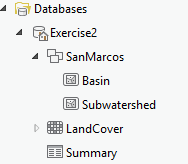 Databases
Exercise2
SanMarcos
Basin
Subwatershed
LandCover
Summary